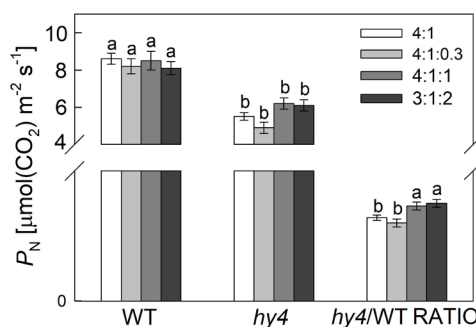 10
8
6
4
0
P_N [μmol(CO₂) m⁻² s⁻¹]
a a a a
b b b b
b b a a
4:1
4:1:0.3
4:1:1
3:1:2
WT hy4 hy4/WT RATIO